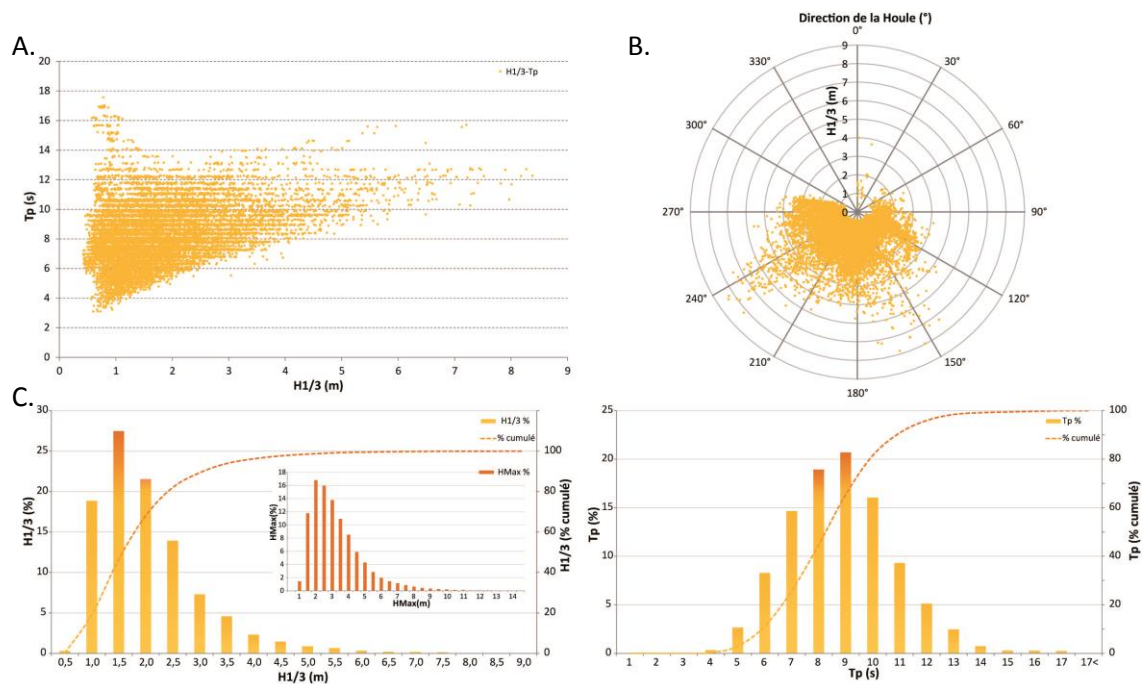 A.
Tp (s)
20
18
16
14
12
10
8
6
4
2
0
H1/3-Tp
0 1 2 3 4 5 6 7 8 9
H1/3 (m)
B.
Direction de la Houle (°)
0°
30°
60°
90°
120°
150°
180°
210°
240°
270°
300°
330°
H1/3 (m)
9
8
7
6
5
4
3
2
1
0
C.
H1/3 (%)
30
25
20
15
10
5
0
H1/3 %
% cumulé
HMax %
HMax(%)
18
16
14
12
10
8
6
4
2
0
1 2 3 4 5 6 7 8 9 10 11 12 13 14
HMax(m)
100
80
60
40
20
0
H1/3 (% cumulé)
0,5 1,0 1,5 2,0 2,5 3,0 3,5 4,0 4,5 5,0 5,5 6,0 6,5 7,0 7,5 8,0 8,5 9,0
H1/3 (m)
Tp (%)
25
20
15
10
5
0
Tp %
% cumulé
100
80
60
40
20
0
Tp (% cumulé)
1 2 3 4 5 6 7 8 9 10 11 12 13 14 15 16 17 17<
Tp (s)